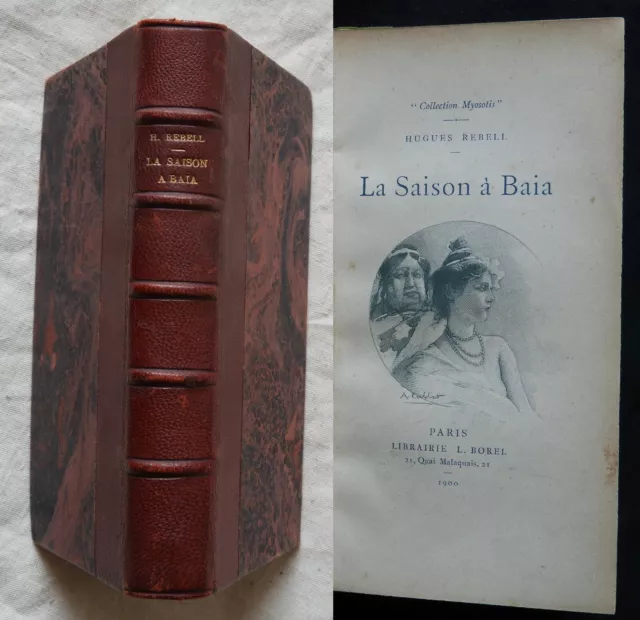 H. REBELL
LA SAISON
A BAIA
"Collection Myosotis"
HUGUES REBELL
La Saison à Baia
PARIS
LIBRAIRIE L. BOREL
21, Quai Malaquais, 21
1900